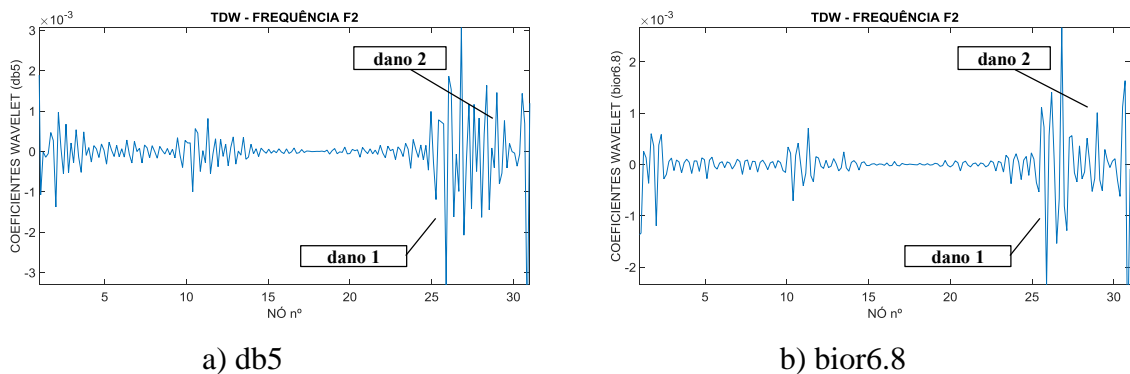 TDW - FREQUÊNCIA F2
×10-3
3
2
1
0
-1
-2
-3
COEFICIENTES WAVELET (db5)
dano 2
dano 1
5
10
15
20
25
30
NÓ nº
a) db5
TDW - FREQUÊNCIA F2
×10-3
2
1
0
-1
-2
COEFICIENTES WAVELET (bior6.8)
dano 2
dano 1
5
10
15
20
25
30
NÓ nº
b) bior6.8